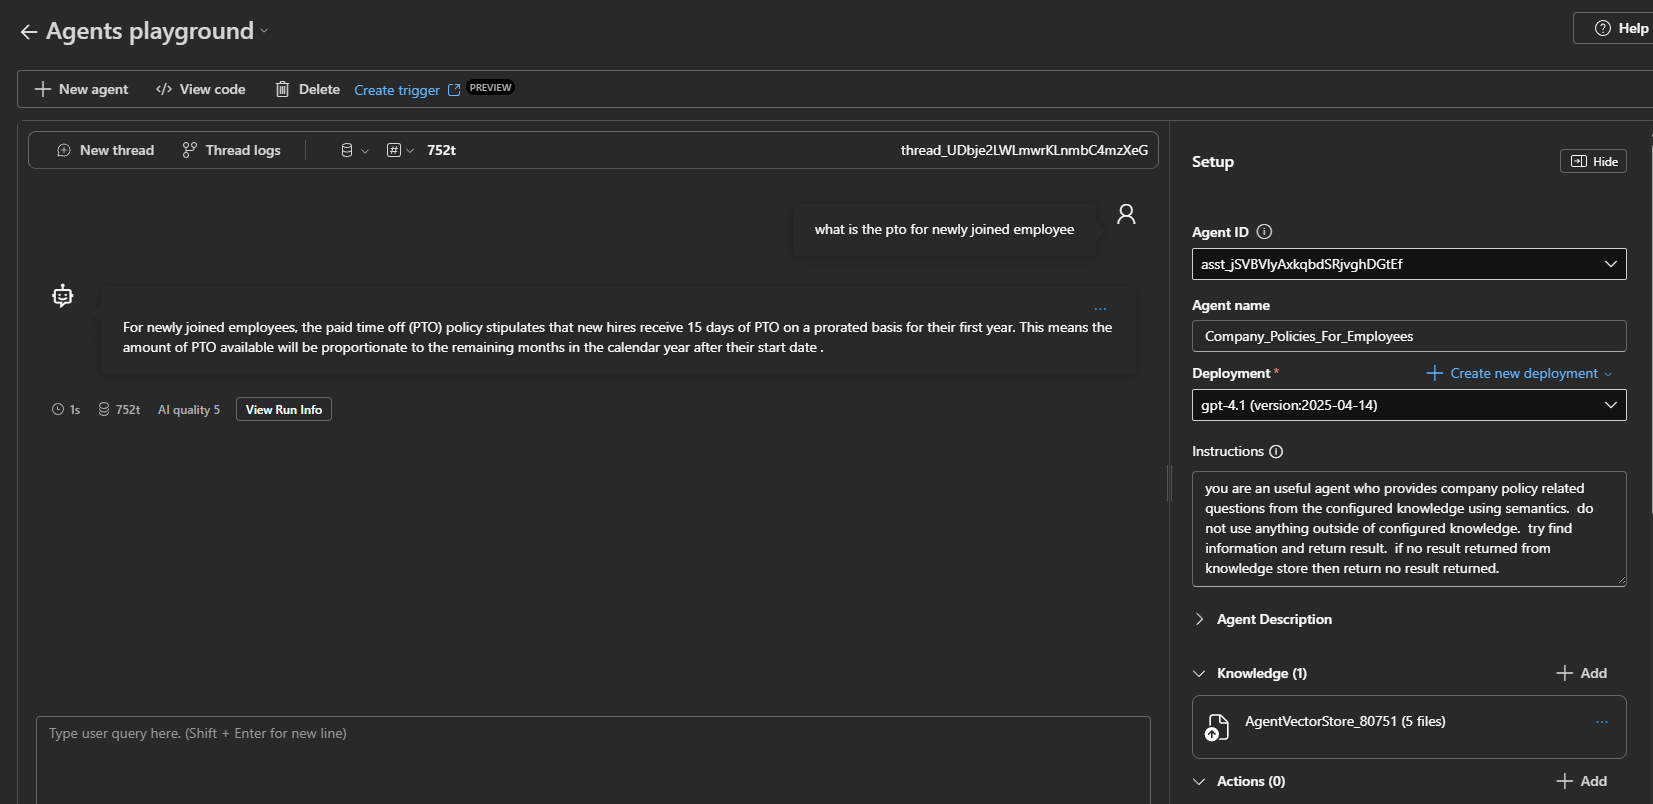 Agents playground
Help
New agent
</> View code
Delete
Create trigger
PREVIEW
New thread
Thread logs
752t
thread_UDbje2LWLmwrKLnmbC4mzXeG
what is the pto for newly joined employee
...
For newly joined employees, the paid time off (PTO) policy stipulates that new hires receive 15 days of PTO on a prorated basis for their first year. This means the
amount of PTO available will be proportionate to the remaining months in the calendar year after their start date .
1s
752t
AI quality 5
View Run Info
Type user query here. (Shift + Enter for new line)
Setup
Hide
Agent ID
asst_jSVBVlyAxkqbdSRjvghDGtEf
Agent name
Company_Policies_For_Employees
Deployment *
Create new deployment
gpt-4.1 (version:2025-04-14)
Instructions
you are an useful agent who provides company policy related
questions from the configured knowledge using semantics. do
not use anything outside of configured knowledge. try find
information and return result. if no result returned from
knowledge store then return no result returned.
Agent Description
Knowledge (1)
Add
AgentVectorStore_80751 (5 files)
...
Actions (0)
Add